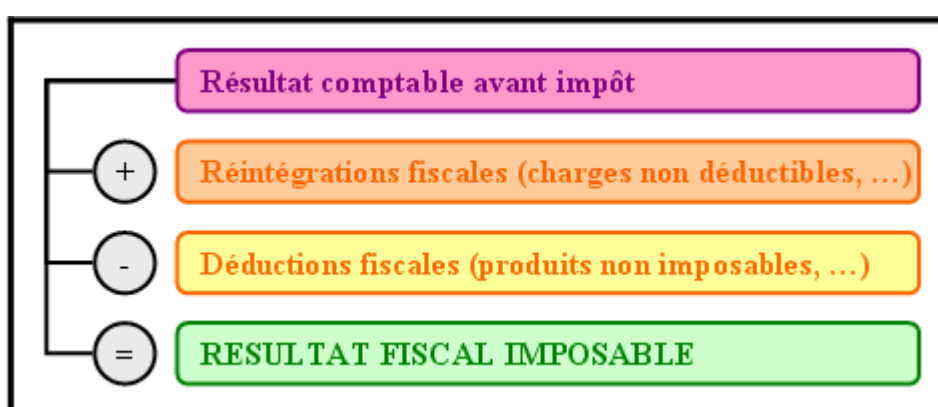 Résultat comptable avant impôt
+ Réintégrations fiscales (charges non déductibles, ...)
- Déductions fiscales (produits non imposables, ...)
= RESULTAT FISCAL IMPOSABLE